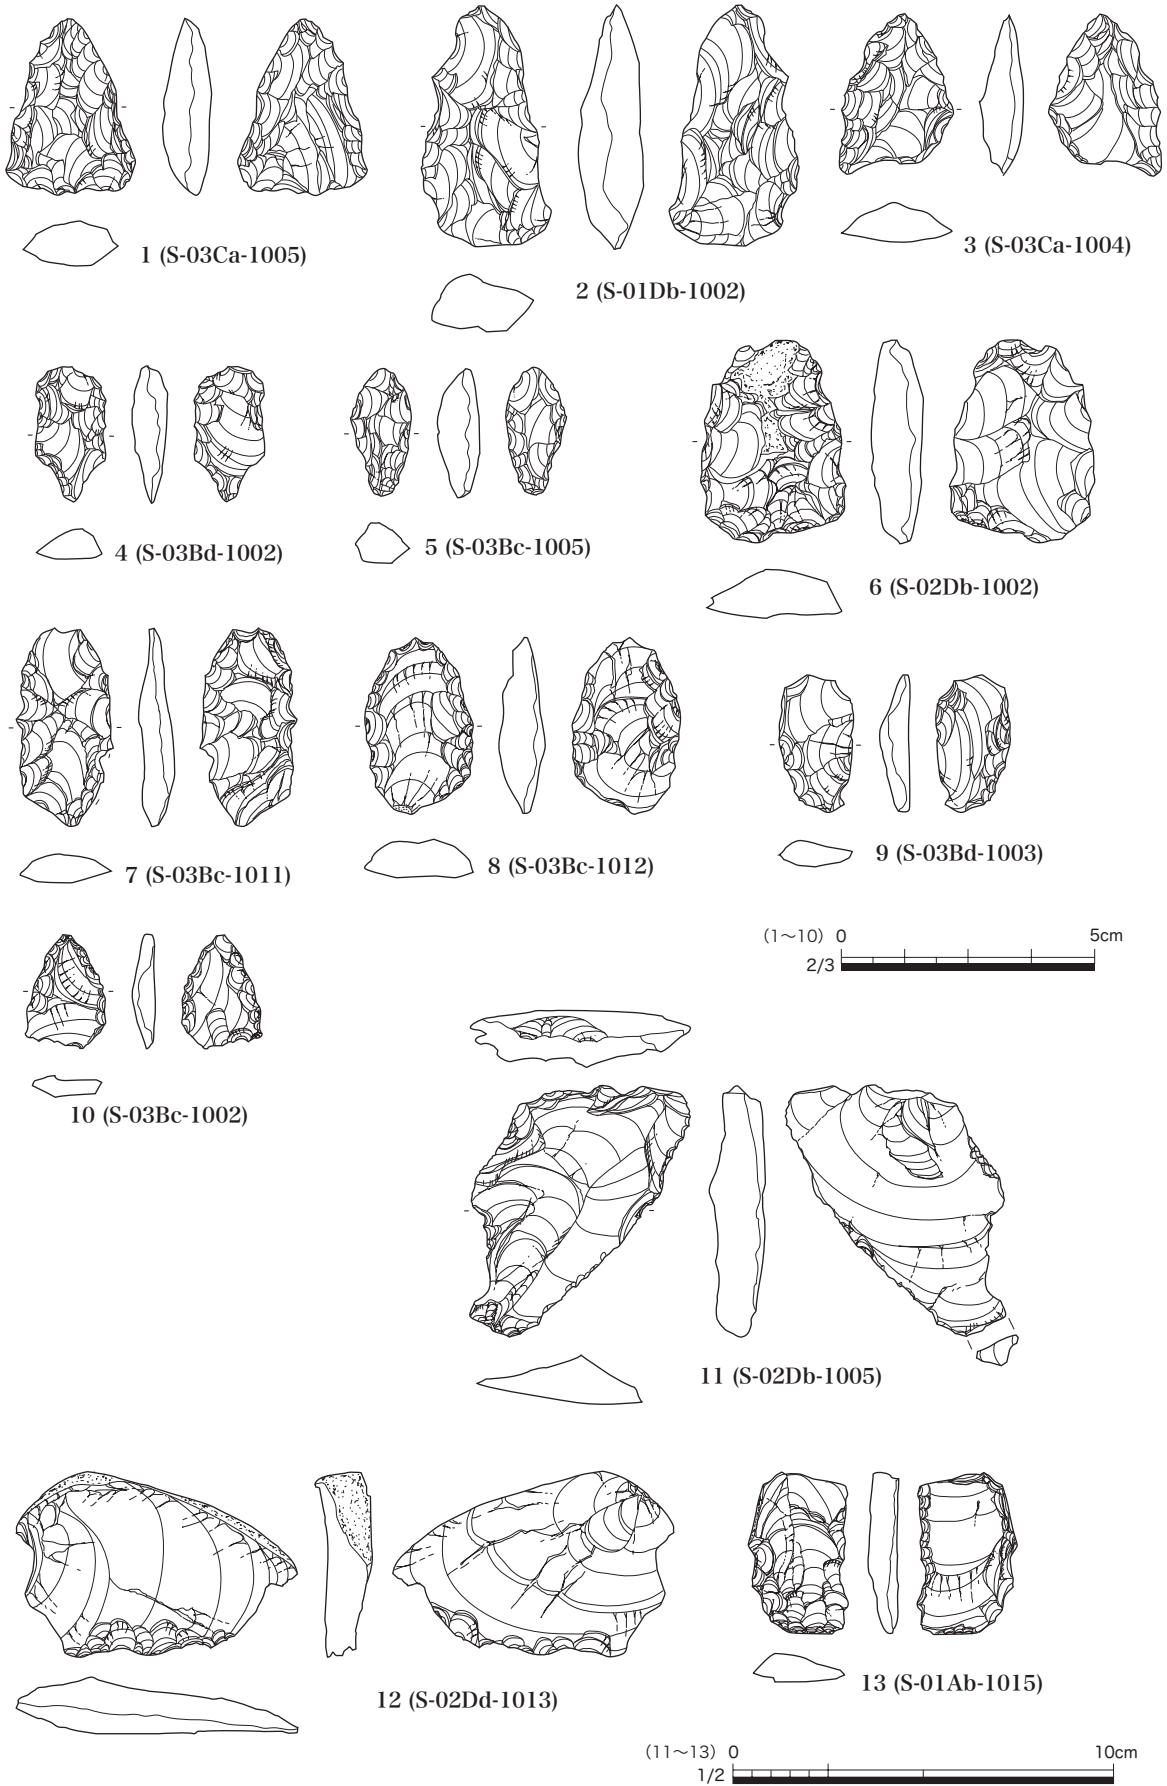 1 (S-03Ca-1005)
2 (S-01Db-1002)
3 (S-03Ca-1004)
4 (S-03Bd-1002)
5 (S-03Bc-1005)
6 (S-02Db-1002)
7 (S-03Bc-1011)
8 (S-03Bc-1012)
9 (S-03Bd-1003)
（1～10） 0 5cm
2/3
10 (S-03Bc-1002)
11 (S-02Db-1005)
12 (S-02Dd-1013)
13 (S-01Ab-1015)
（11～13） 0 10cm
1/2